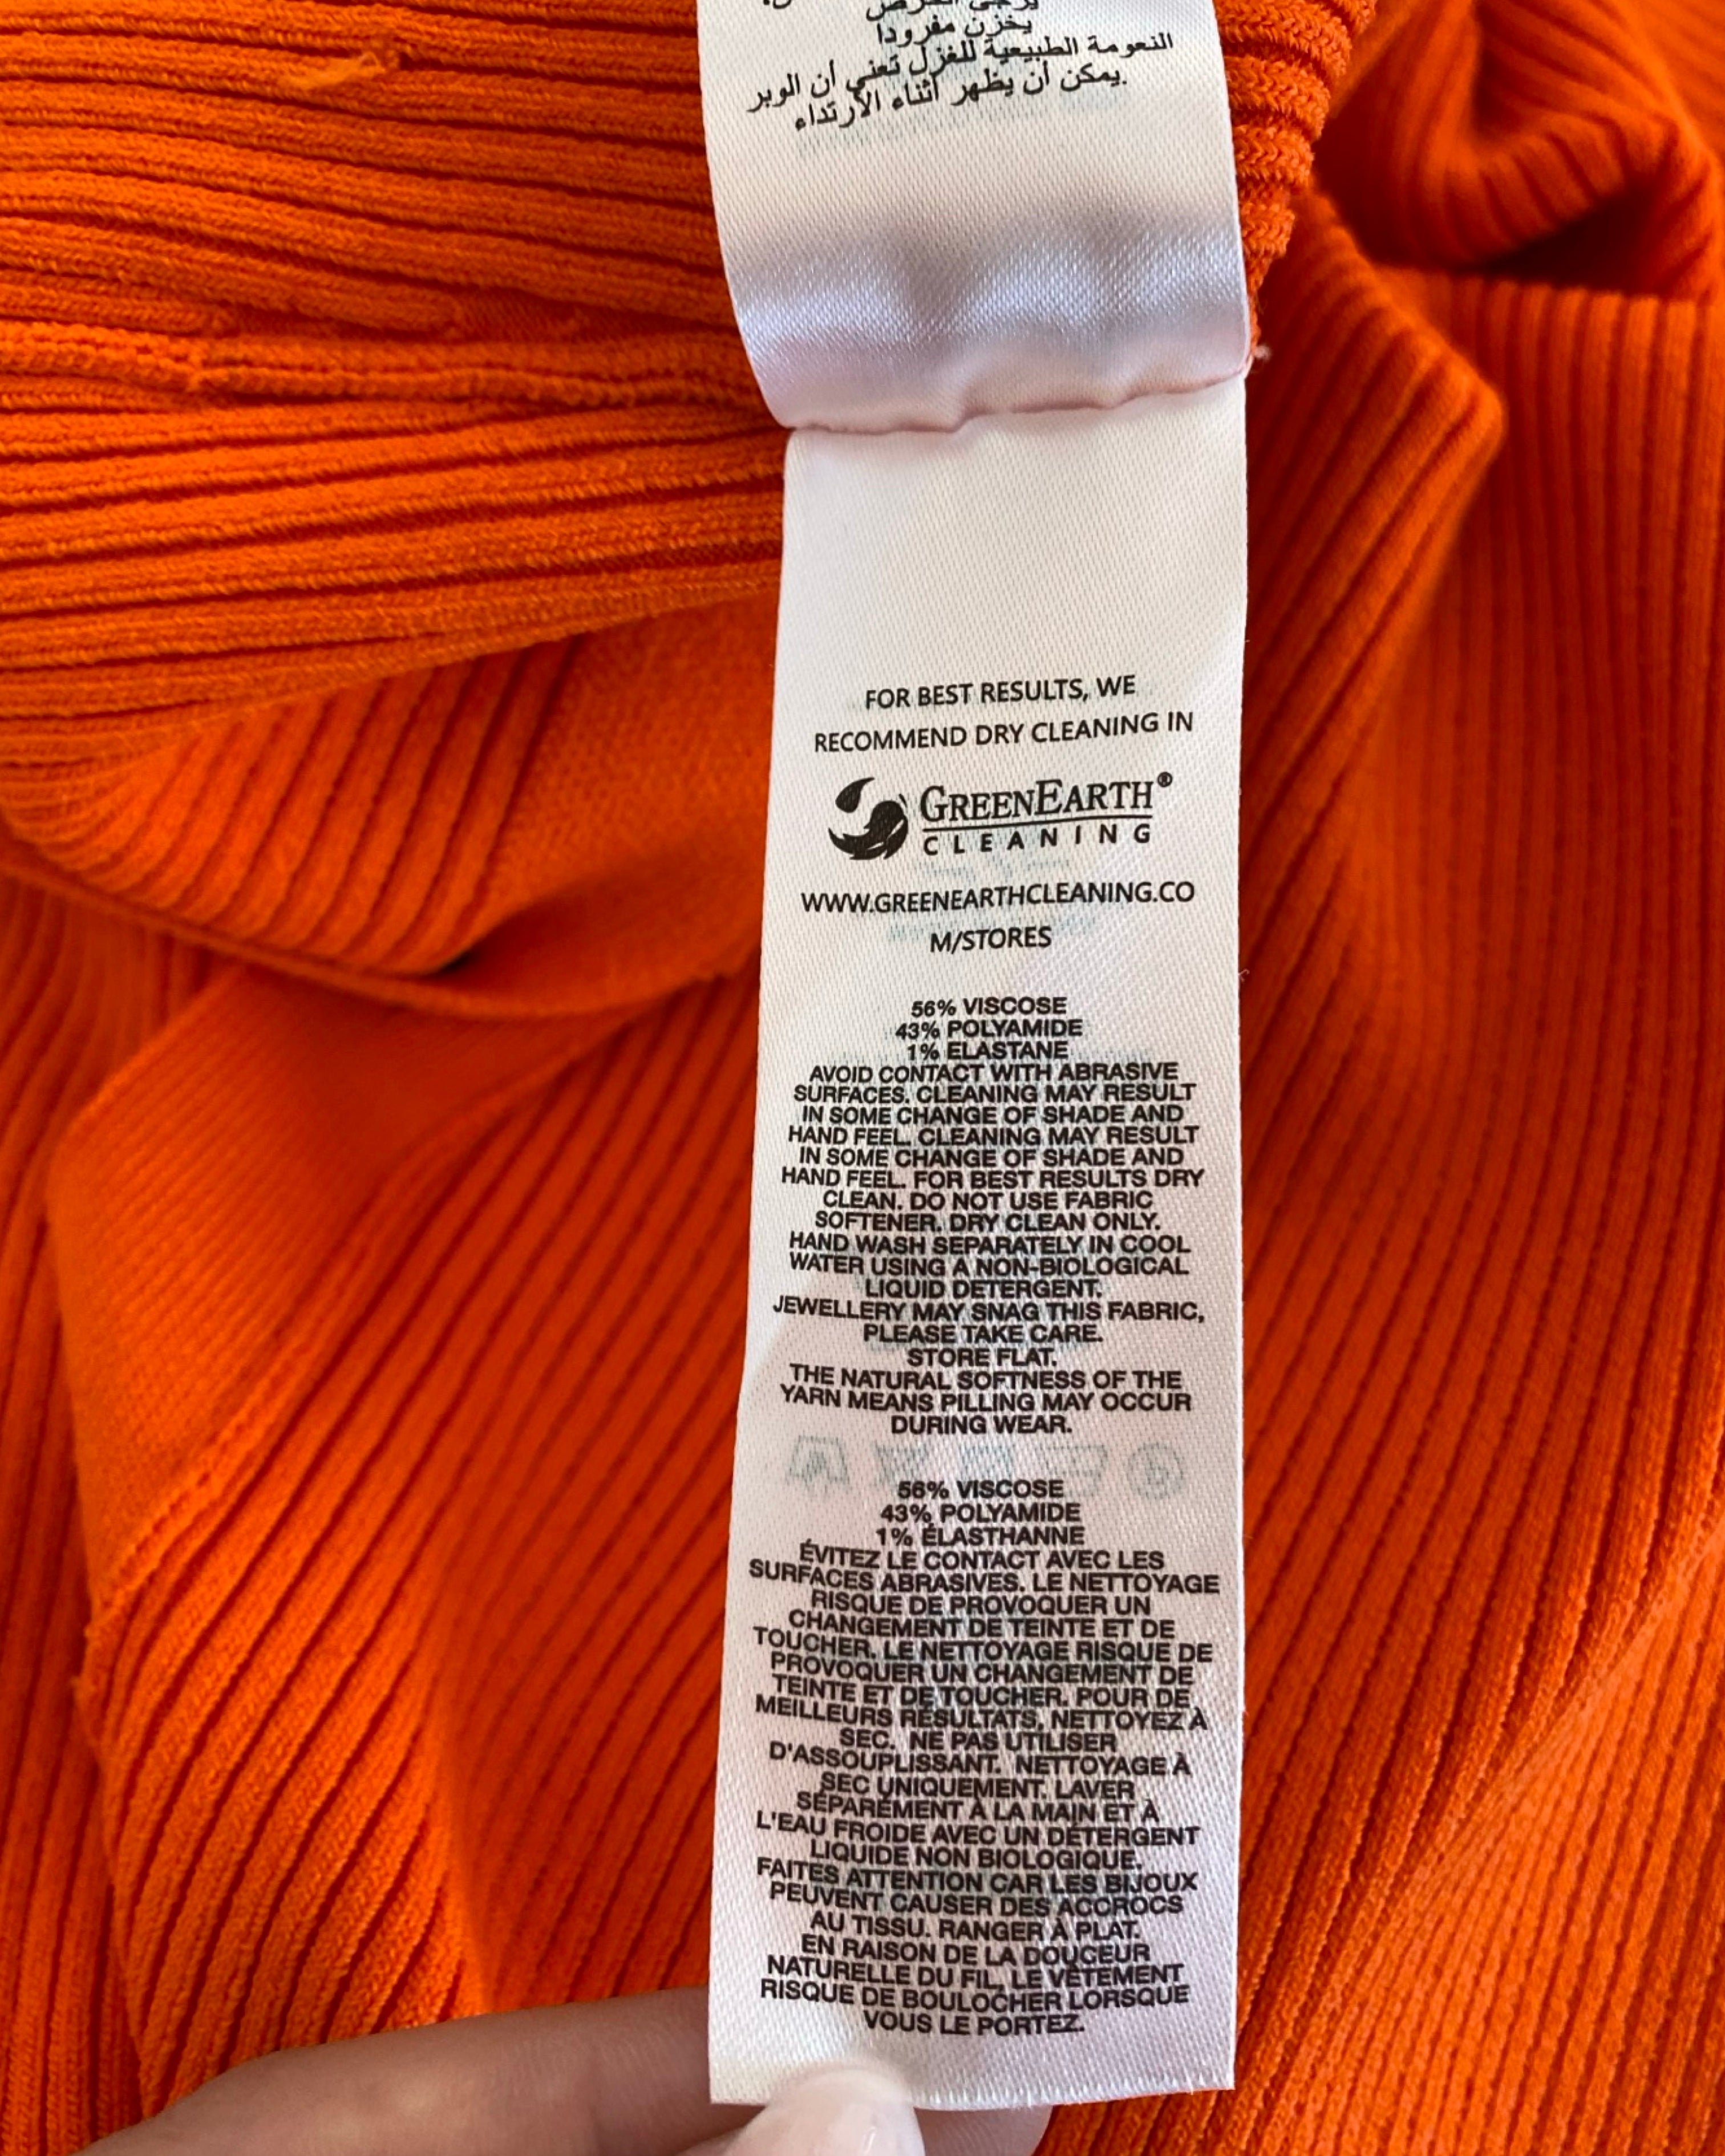 يخزن مفرودا
النعومة الطبيعية للغزل تعني أن الوبر
يمكن أن يظهر أثناء الارتداء.
FOR BEST RESULTS, WE
RECOMMEND DRY CLEANING IN
GREENEARTH®
CLEANING
WWW.GREENEARTHCLEANING.CO
M/STORES
56% VISCOSE
43% POLYAMIDE
1% ELASTANE
AVOID CONTACT WITH ABRASIVE
SURFACES. CLEANING MAY RESULT
IN SOME CHANGE OF SHADE AND
HAND FEEL. CLEANING MAY RESULT
IN SOME CHANGE OF SHADE AND
HAND FEEL. FOR BEST RESULTS DRY
CLEAN. DO NOT USE FABRIC
SOFTENER. DRY CLEAN ONLY.
HAND WASH SEPARATELY IN COOL
WATER USING A NON-BIOLOGICAL
LIQUID DETERGENT.
JEWELLERY MAY SNAG THIS FABRIC,
PLEASE TAKE CARE.
STORE FLAT.
THE NATURAL SOFTNESS OF THE
YARN MEANS PILLING MAY OCCUR
DURING WEAR.
56% VISCOSE
43% POLYAMIDE
1% ÉLASTHANNE
ÉVITEZ LE CONTACT AVEC LES
SURFACES ABRASIVES. LE NETTOYAGE
RISQUE DE PROVOQUER UN
CHANGEMENT DE TEINTE ET DE
TOUCHER. LE NETTOYAGE RISQUE DE
PROVOQUER UN CHANGEMENT DE
TEINTE ET DE TOUCHER. POUR DE
MEILLEURS RÉSULTATS, NETTOYEZ À
SEC. NE PAS UTILISER
D'ASSOUPLISSANT. NETTOYAGE À
SEC UNIQUEMENT. LAVER
SÉPARÉMENT À LA MAIN ET À
L'EAU FROIDE AVEC UN DÉTERGENT
LIQUIDE NON BIOLOGIQUE.
FAITES ATTENTION CAR LES BIJOUX
PEUVENT CAUSER DES ACCROCS
AU TISSU. RANGER À PLAT.
EN RAISON DE LA DOUCEUR
NATURELLE DU FIL, LE VÊTEMENT
RISQUE DE BOULOCHER LORSQUE
VOUS LE PORTEZ.